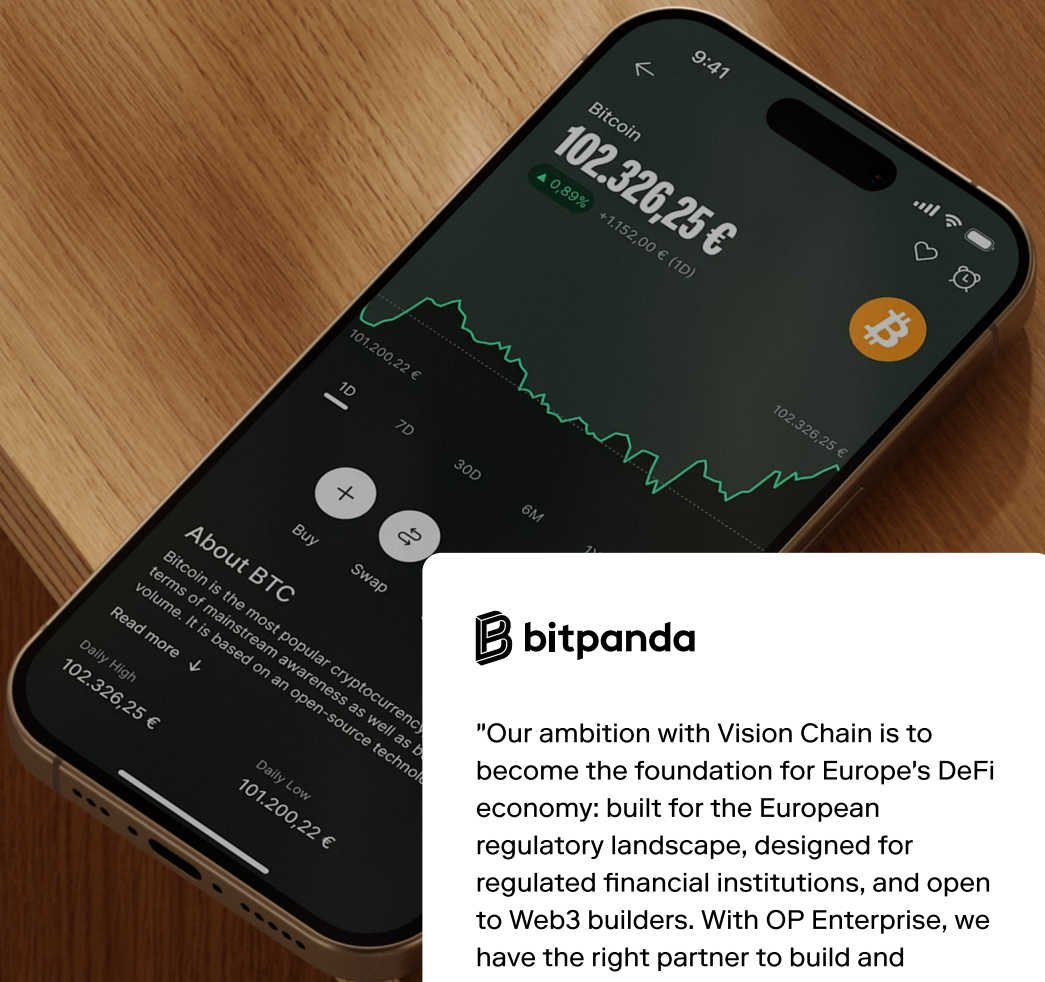 9:41
Bitcoin
102.326,25 €
▲ 0,89%
+1.152,00 € (1D)
101.200,22 €
102.326,25 €
1D
7D
30D
6M
Buy
Swap
About BTC
Bitcoin is the most popular cryptocurrency
terms of mainstream awareness as well as
volume. It is based on an open-source
Read more
Daily High
102.326,25 €
Daily Low
101.200,22 €
bitpanda
"Our ambition with Vision Chain is to
become the foundation for Europe's DeFi
economy: built for the European
regulatory landscape, designed for
regulated financial institutions, and open
to Web3 builders. With OP Enterprise, we
have the right partner to build and